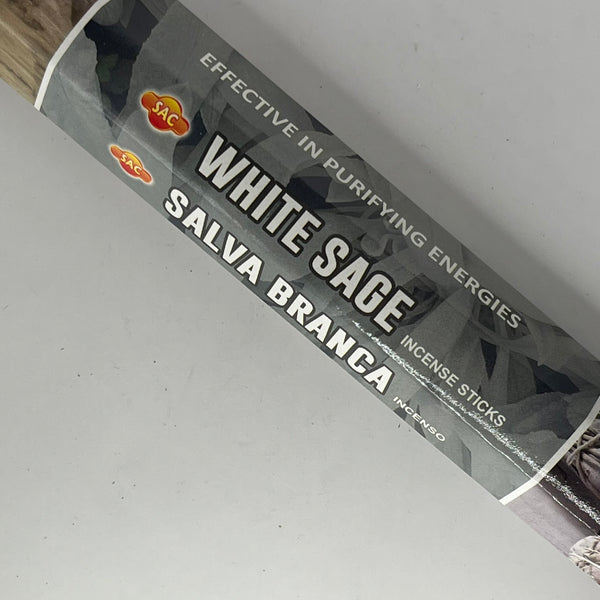 EFFECTIVE IN PURIFYING ENERGIES
SAC
WHITE SAGE
INCENSE STICKS
SAC
SALVA BRANCA
INCENSO